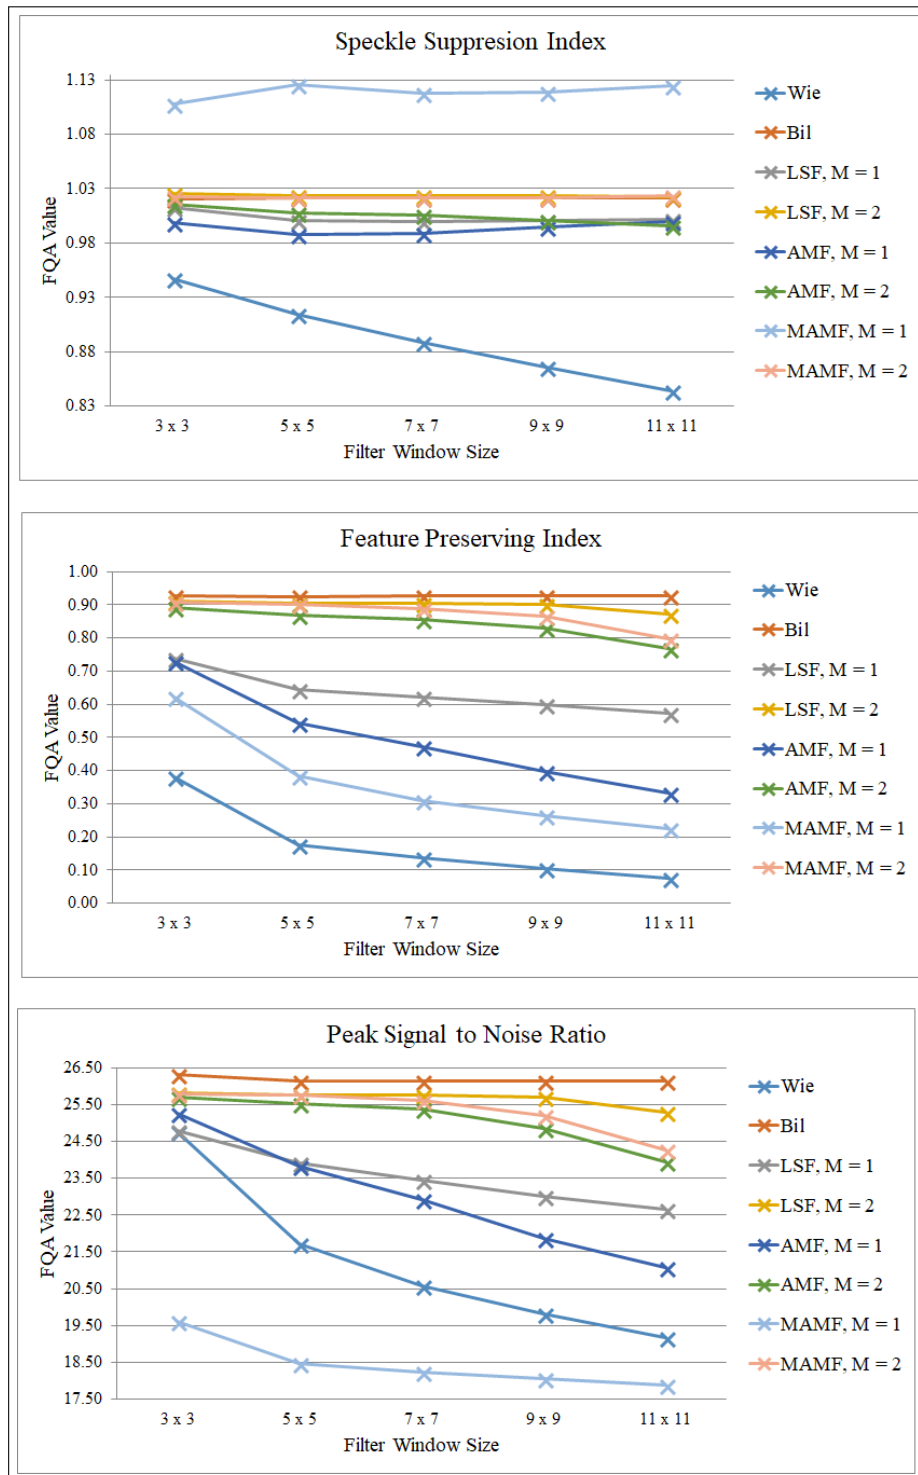 Speckle Suppresion Index
1.13
1.08
1.03
0.98
0.93
0.88
0.83
FQA Value
3 x 3
5 x 5
7 x 7
9 x 9
11 x 11
Filter Window Size
Wie
Bil
LSF, M = 1
LSF, M = 2
AMF, M = 1
AMF, M = 2
MAMF, M = 1
MAMF, M = 2
Feature Preserving Index
1.00
0.90
0.80
0.70
0.60
0.50
0.40
0.30
0.20
0.10
0.00
FQA Value
3 x 3
5 x 5
7 x 7
9 x 9
11 x 11
Filter Window Size
Wie
Bil
LSF, M = 1
LSF, M = 2
AMF, M = 1
AMF, M = 2
MAMF, M = 1
MAMF, M = 2
Peak Signal to Noise Ratio
26.50
25.50
24.50
23.50
22.50
21.50
20.50
19.50
18.50
17.50
FQA Value
3 x 3
5 x 5
7 x 7
9 x 9
11 x 11
Filter Window Size
Wie
Bil
LSF, M = 1
LSF, M = 2
AMF, M = 1
AMF, M = 2
MAMF, M = 1
MAMF, M = 2